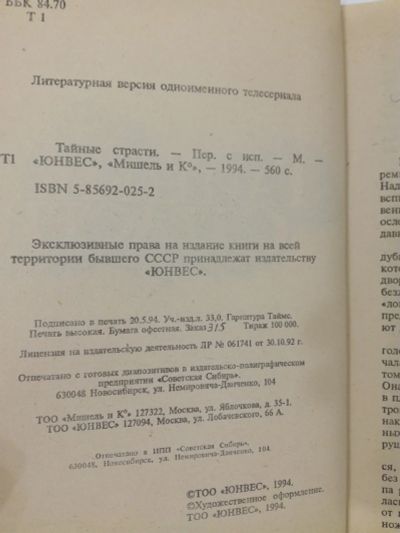 ББК 84.70
Т 1
Литературная версия одноименного телесериала
Тайные страсти. — Пер. с исп. — М. —
Т1 «ЮНВЕС», «Мишель и К°», — 1994. — 560 с.
ISBN 5-85692-025-2
Эксклюзивные права на издание книги на всей
территории бывшего СССР принадлежат издательству
«ЮНВЕС».
Подписано в печать 20.5.94. Уч.-изд.л. 33,0. Гарнитура Таймс.
Печать высокая. Бумага офсетная. Заказ 315 Тираж 100 000.
Лицензия на издательскую деятельность ЛР № 061741 от 30.10.92 г.
Отпечатано с готовых диапозитивов в издательско-полиграфическом
предприятии «Советская Сибирь».
630048 Новосибирск, ул. Немировича-Данченко, 104
ТОО «Мишель и К°» 127322, Москва, ул. Яблочкова, д. 35-1.
ТОО «ЮНВЕС» 127094, Москва, ул. Лобачевского, 66 А.
Отпечатано в ИПП «Советская Сибирь»,
630048, Новосибирск, ул. Немировича-Данченко, 104.
©ТОО «ЮНВЕС», 1994.
©Художественное оформление.
ТОО «ЮНВЕС», 1994.